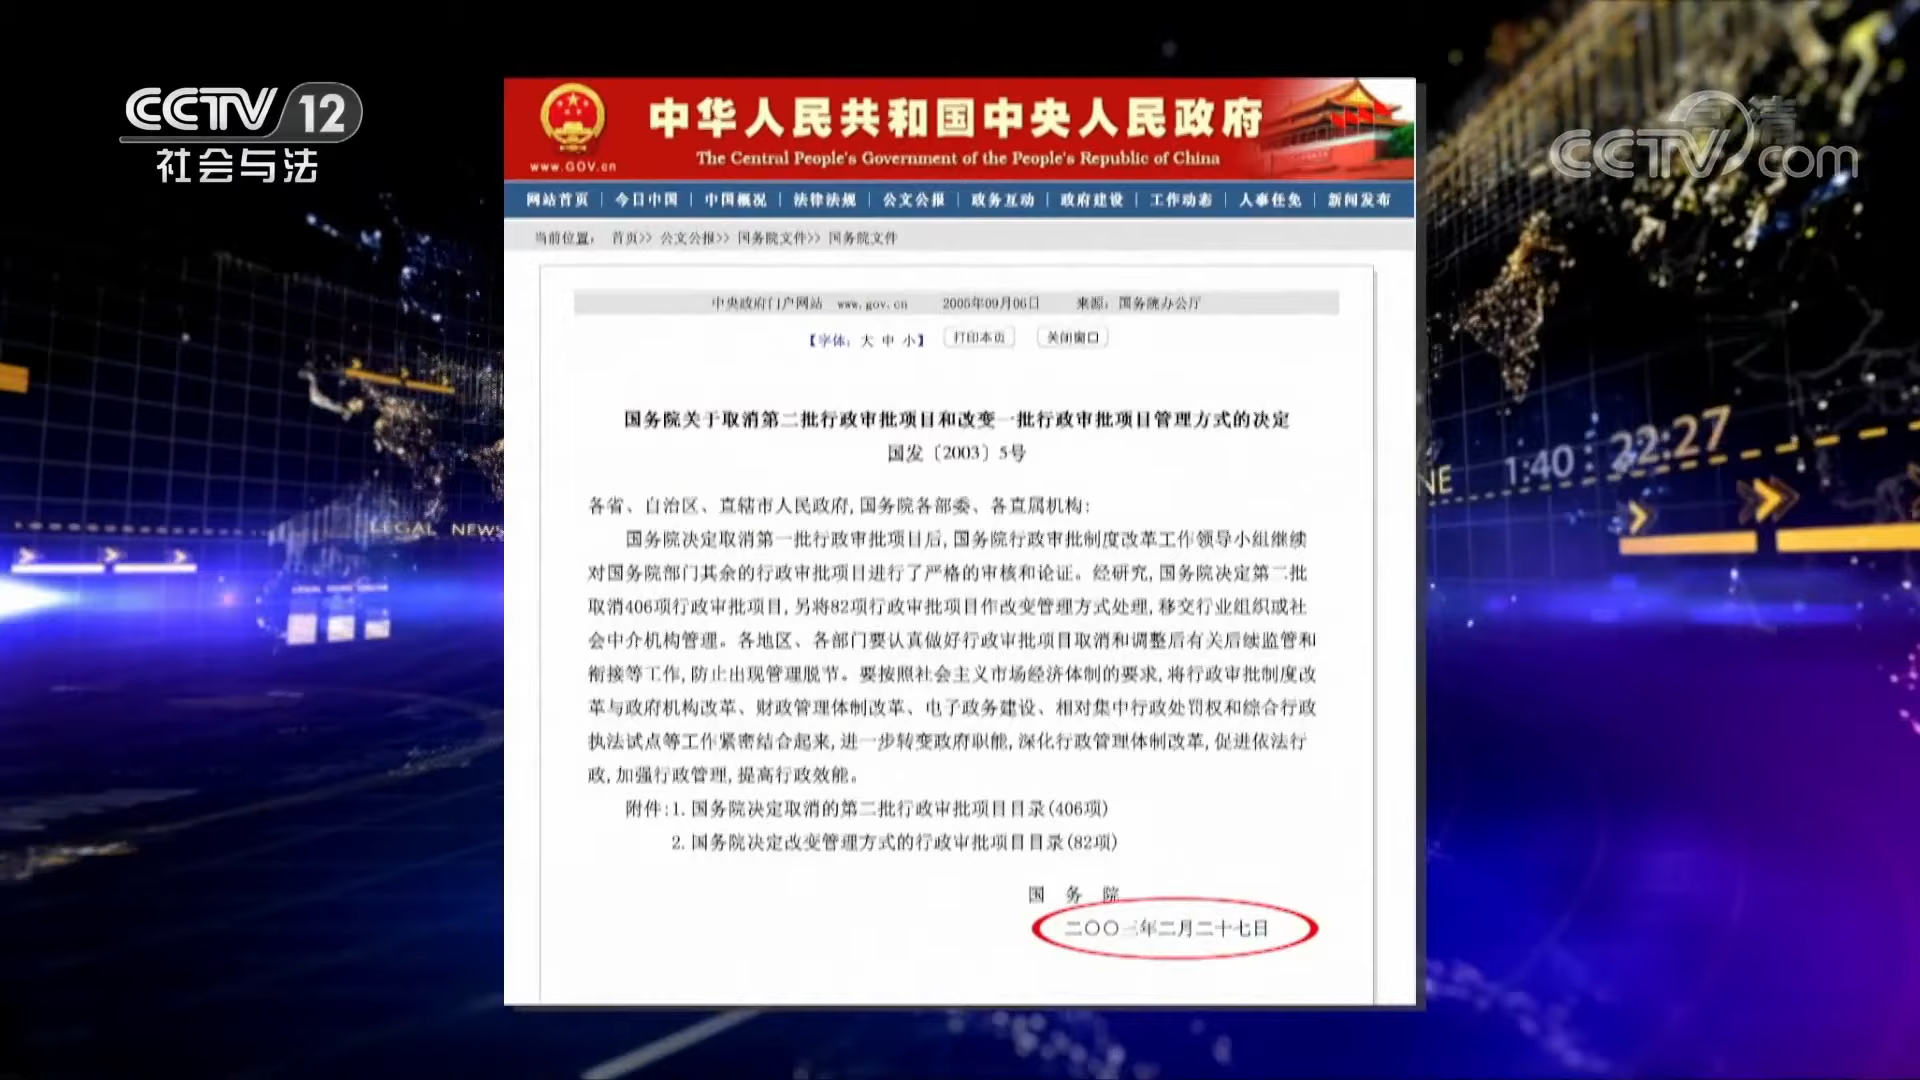 CCTV 12
社会与法
高清
CCTV com
中华人民共和国中央人民政府
The Central People's Government of the People's Republic of China
www.GOV.cn
网站首页 | 今日中国 | 中国概况 | 法律法规 | 公文公报 | 政务互动 | 政府建设 | 工作动态 | 人事任免 | 新闻发布
当前位置: 首页>> 公文公报>> 国务院文件>> 国务院文件
中央政府门户网站 www.gov.cn 2005年09月06日 来源: 国务院办公厅
【字体: 大 中 小】 打印本页 关闭窗口
国务院关于取消第二批行政审批项目和改变一批行政审批项目管理方式的决定
国发〔2003〕5号
各省、自治区、直辖市人民政府,国务院各部委、各直属机构:
国务院决定取消第一批行政审批项目后,国务院行政审批制度改革工作领导小组继续
对国务院部门其余的行政审批项目进行了严格的审核和论证。经研究,国务院决定第二批
取消406项行政审批项目,另将82项行政审批项目作改变管理方式处理,移交行业组织或社
会中介机构管理。各地区、各部门要认真做好行政审批项目取消和调整后有关后续监管和
衔接等工作,防止出现管理脱节。要按照社会主义市场经济体制的要求,将行政审批制度改
革与政府机构改革、财政管理体制改革、电子政务建设、相对集中行政处罚权和综合行政
执法试点等工作紧密结合起来,进一步转变政府职能,深化行政管理体制改革,促进依法行
政,加强行政管理,提高行政效能。
附件:1. 国务院决定取消的第二批行政审批项目目录(406项)
2. 国务院决定改变管理方式的行政审批项目目录(82项)
国 务 院
二〇〇三年二月二十七日
LEGAL NEWS
NE 1:40: 22:27